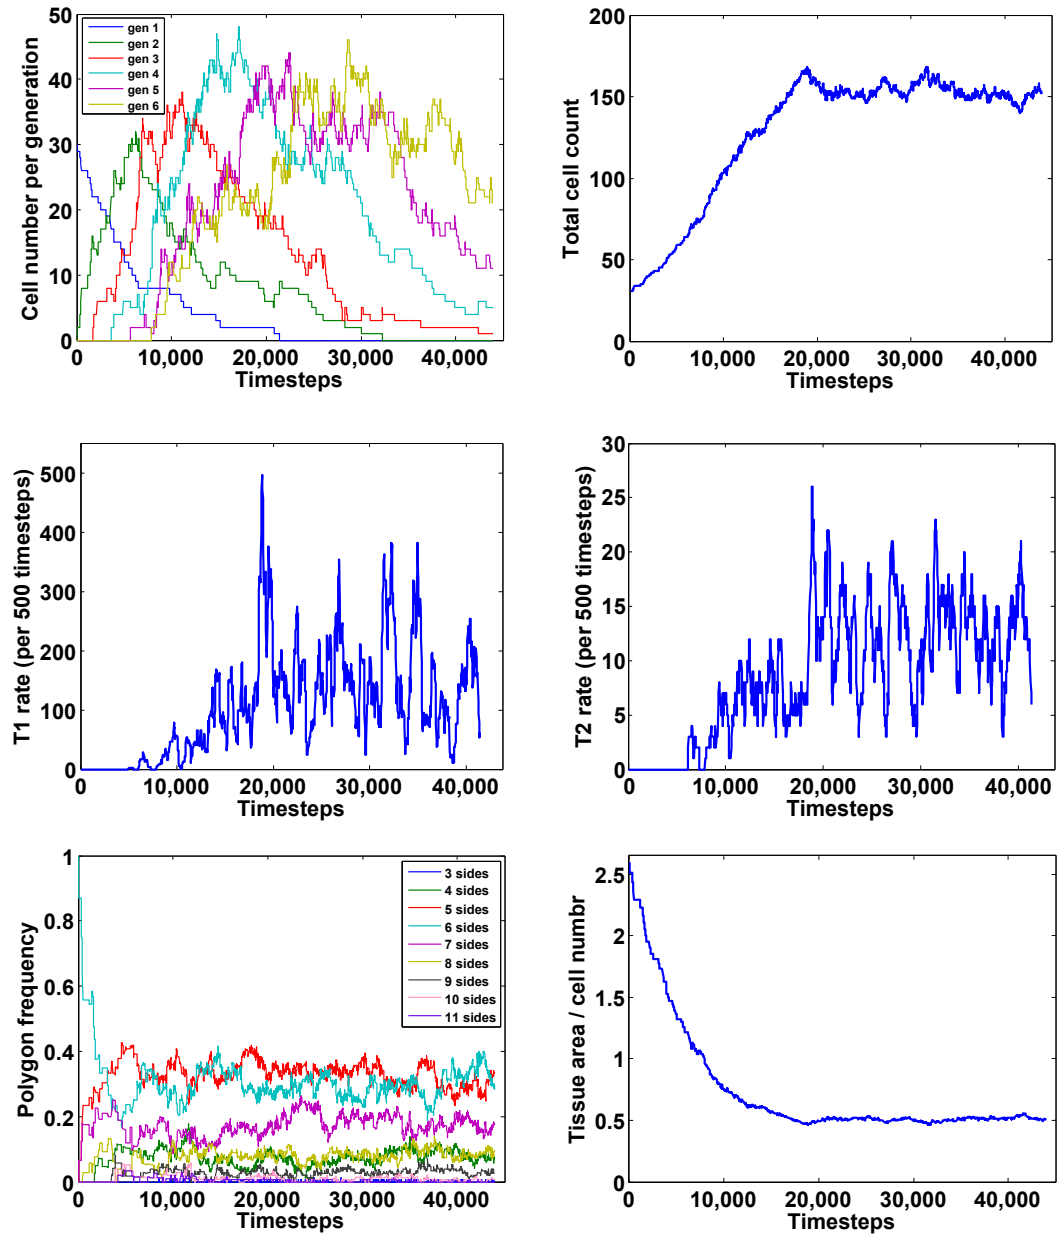 50
40
30
20
10
0
Cell number per generation
gen 1
gen 2
gen 3
gen 4
gen 5
gen 6
0
10,000
20,000
30,000
40,000
Timesteps
200
150
100
50
0
Total cell count
0
10,000
20,000
30,000
40,000
Timesteps
500
400
300
200
100
0
T1 rate (per 500 timesteps)
0
10,000
20,000
30,000
40,000
Timesteps
30
25
20
15
10
5
0
T2 rate (per 500 timesteps)
0
10,000
20,000
30,000
40,000
Timesteps
1
0.8
0.6
0.4
0.2
0
Polygon frequency
3 sides
4 sides
5 sides
6 sides
7 sides
8 sides
9 sides
10 sides
11 sides
0
10,000
20,000
30,000
40,000
Timesteps
2.5
2
1.5
1
0.5
0
Tissue area / cell numbr
0
10,000
20,000
30,000
40,000
Timesteps